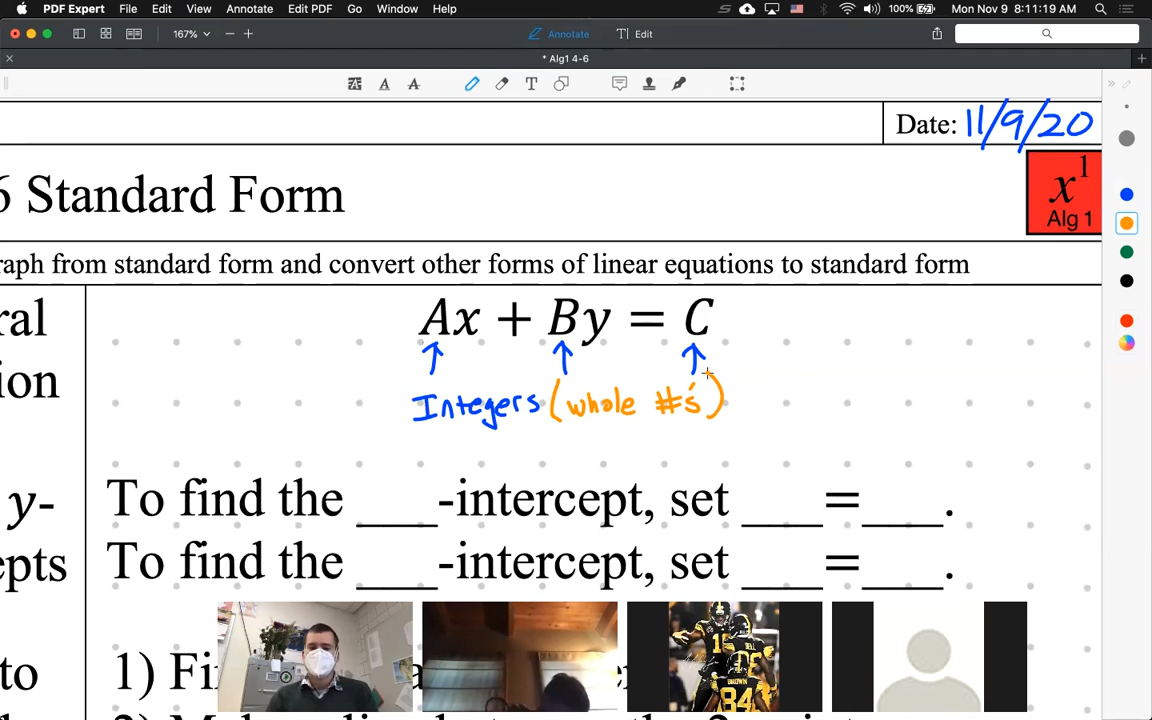 PDF Expert File Edit View Annotate Edit PDF Go Window Help 100% Mon Nov 9 8:11:19 AM
167% Annotate Edit
* Alg1 4-6
Date: 11/9/20
6 Standard Form
x1
Alg 1
raph from standard form and convert other forms of linear equations to standard form
ral
Ax + By = C
ion
Integers (whole #'s)
y-
To find the ___-intercept, set ___=___.
epts
To find the ___-intercept, set ___=___.
to
1) Fi
BELL
BROWN
84